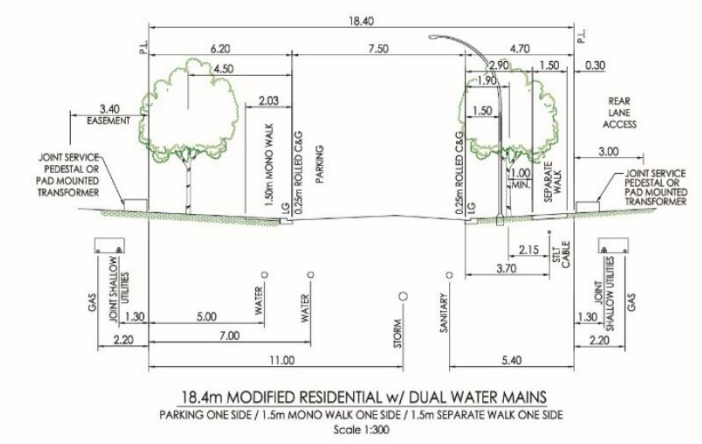 18.40
P.L.
P.L.
6.20
7.50
4.70
4.50
2.90
1.50
0.30
1.90
3.40
EASEMENT
2.03
1.50
REAR
LANE
ACCESS
1.50m MONO WALK
0.25m ROLLED C&G
PARKING
0.25m ROLLED C&G
1.00
MIN.
SEPARATE
WALK
3.00
JOINT SERVICE
PEDESTAL OR
PAD MOUNTED
TRANSFORMER
JOINT SERVICE
PEDESTAL OR
PAD MOUNTED
TRANSFORMER
LG
LG
2.15
3.70
STLT
CABLE
GAS
JOINT SHALLOW
UTILITIES
WATER
WATER
STORM
SANITARY
JOINT
SHALLOW UTILITIES
GAS
1.30
5.00
1.30
2.20
7.00
2.20
11.00
5.40
18.4m MODIFIED RESIDENTIAL w/ DUAL WATER MAINS
PARKING ONE SIDE / 1.5m MONO WALK ONE SIDE / 1.5m SEPARATE WALK ONE SIDE
Scale 1:300